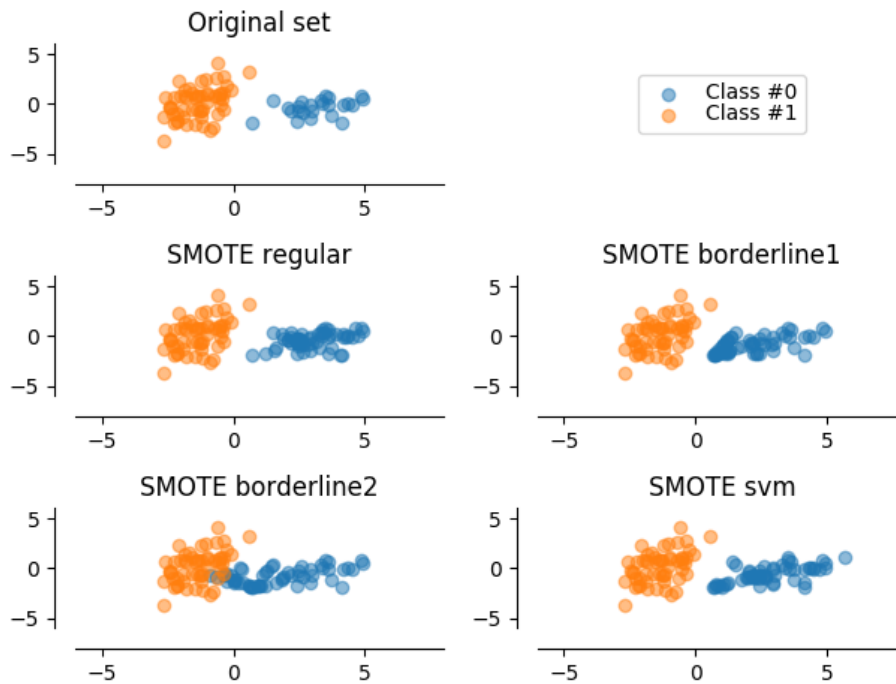 Original set
5
0
−5
−5 0 5
Class #0
Class #1
SMOTE regular
5
0
−5
−5 0 5
SMOTE borderline1
5
0
−5
−5 0 5
SMOTE borderline2
5
0
−5
−5 0 5
SMOTE svm
5
0
−5
−5 0 5